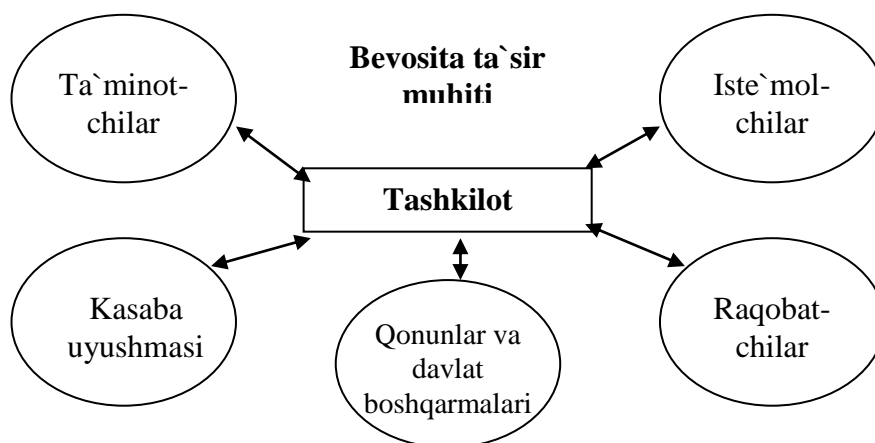 Ta`minot-
chilar
Bevosita ta`sir
muhiti
Iste`mol-
chilar
Tashkilot
Kasaba
uyushmasi
Qonunlar va
davlat
boshqarmalari
Raqobat-
chilar